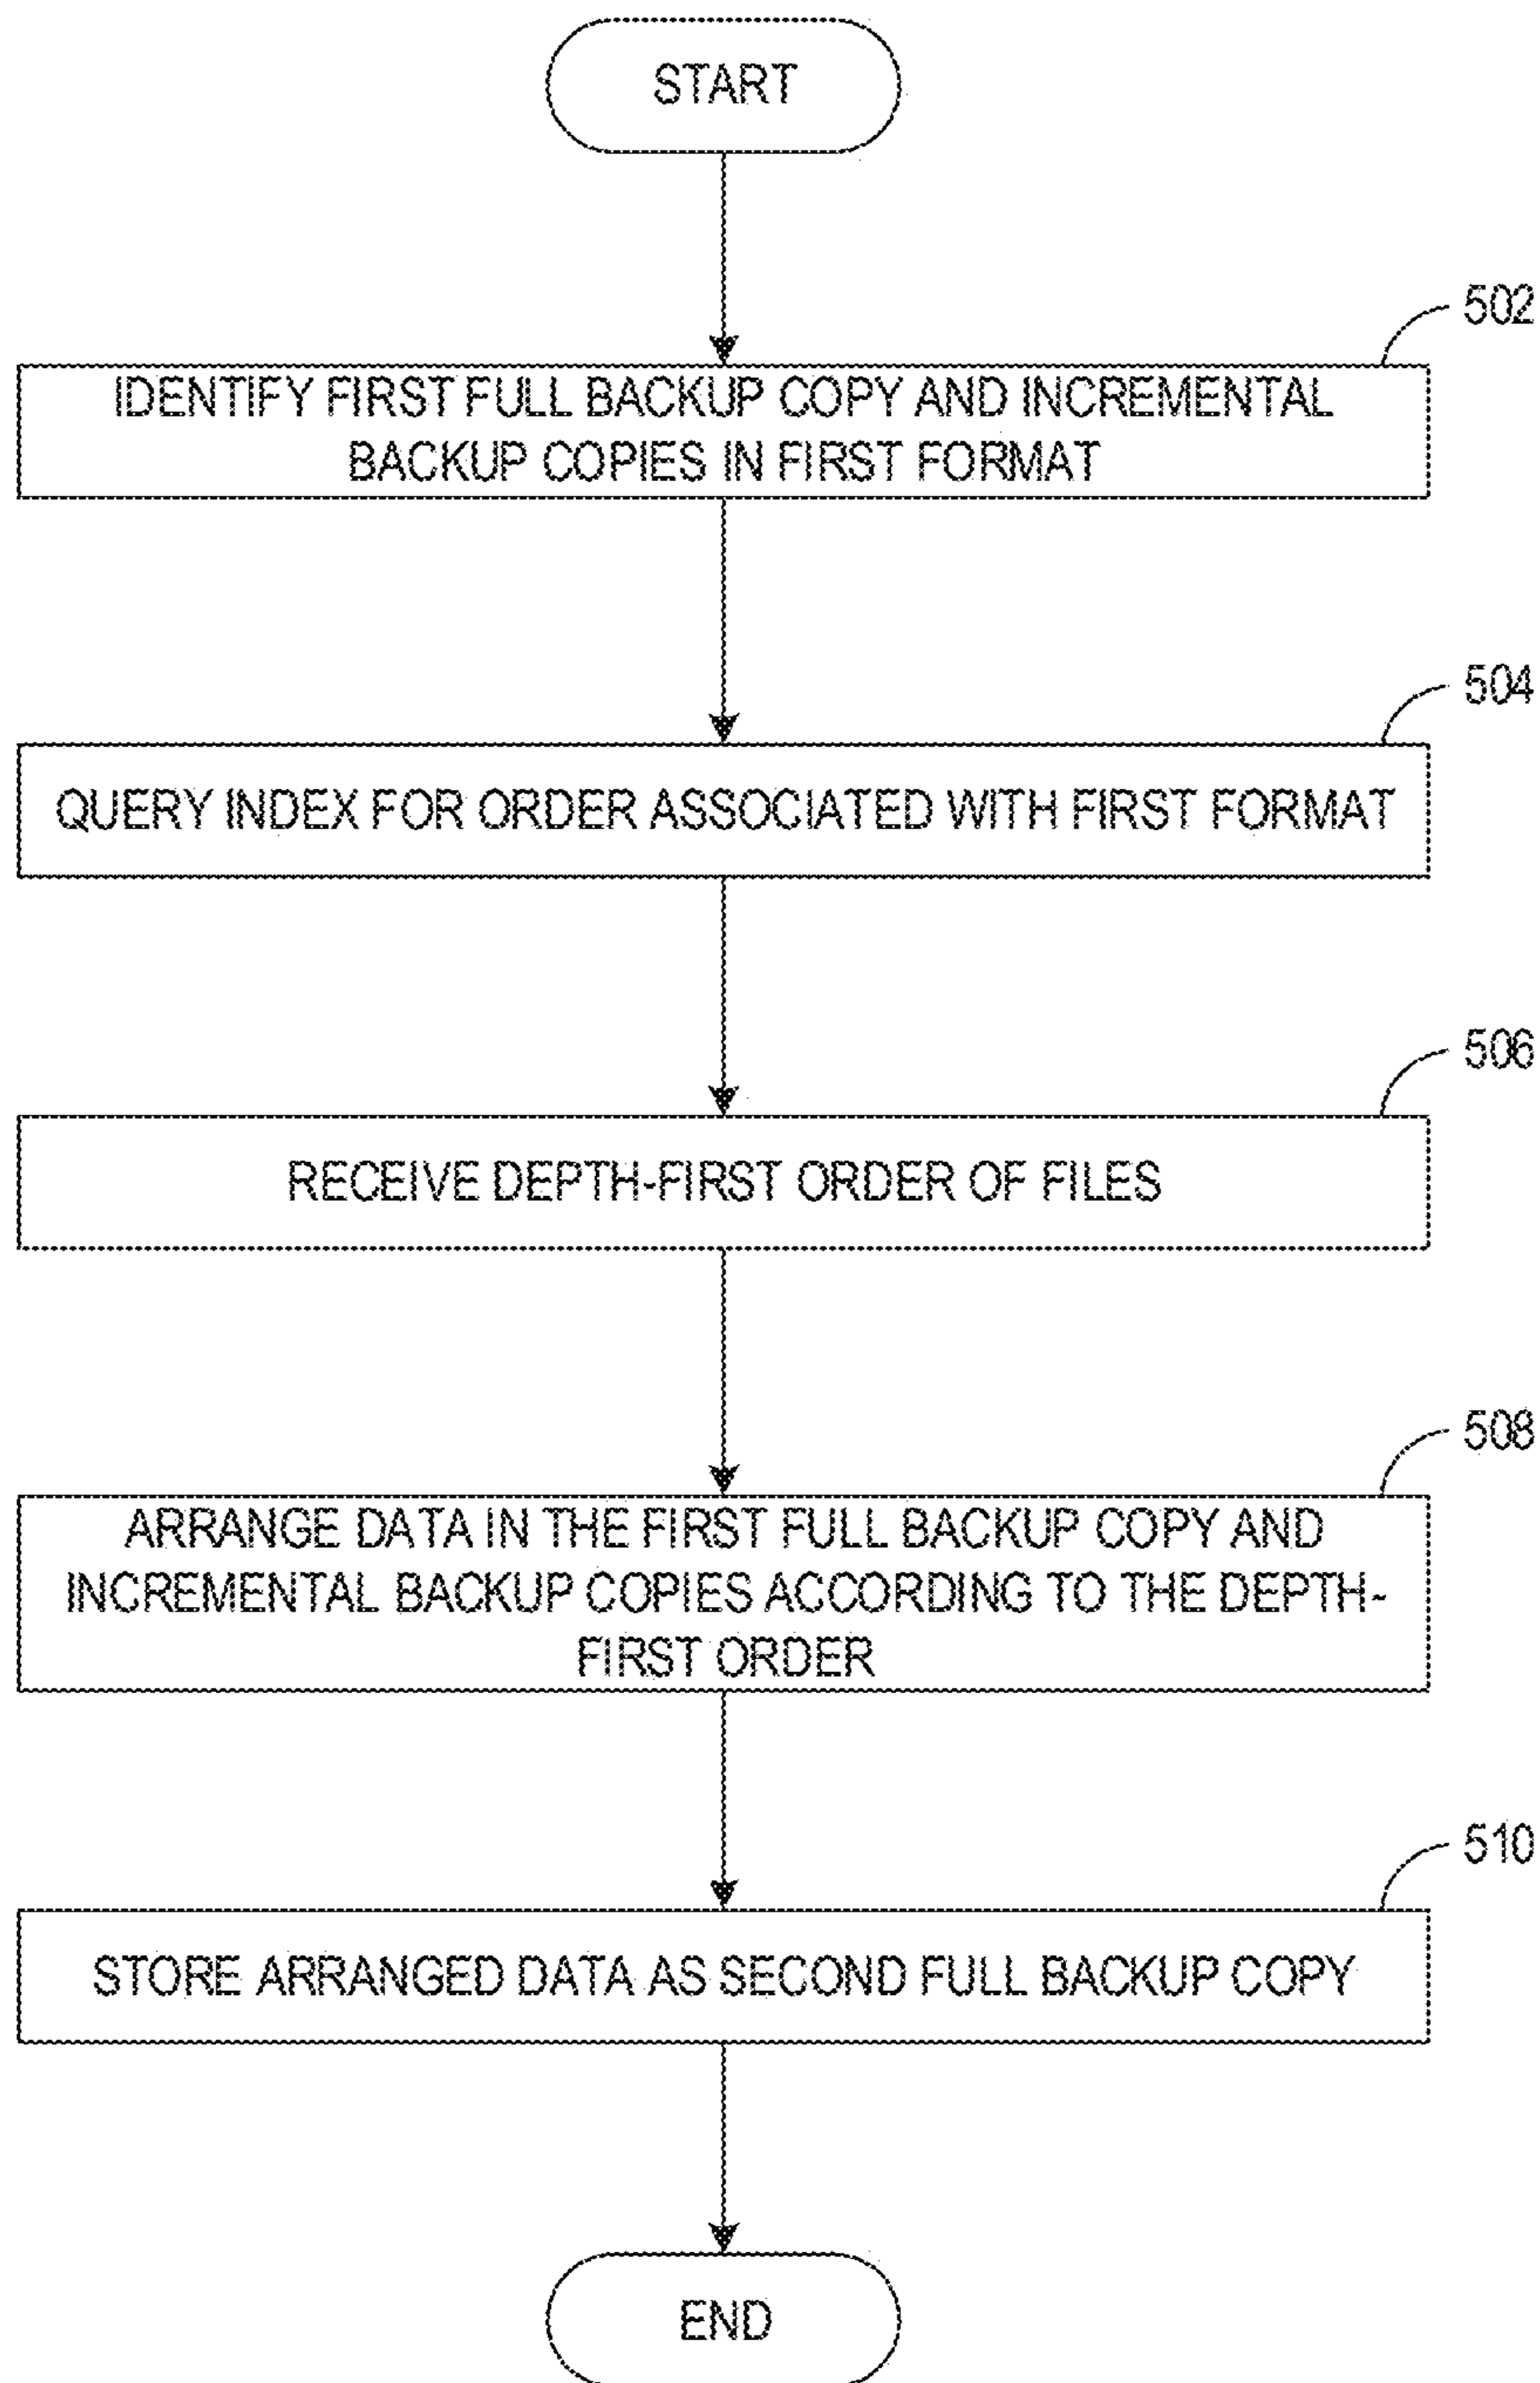 START
502
IDENTIFY FIRST FULL BACKUP COPY AND INCREMENTAL
BACKUP COPIES IN FIRST FORMAT
504
QUERY INDEX FOR ORDER ASSOCIATED WITH FIRST FORMAT
506
RECEIVE DEPTH-FIRST ORDER OF FILES
508
ARRANGE DATA IN THE FIRST FULL BACKUP COPY AND
INCREMENTAL BACKUP COPIES ACCORDING TO THE DEPTH-
FIRST ORDER
510
STORE ARRANGED DATA AS SECOND FULL BACKUP COPY
END